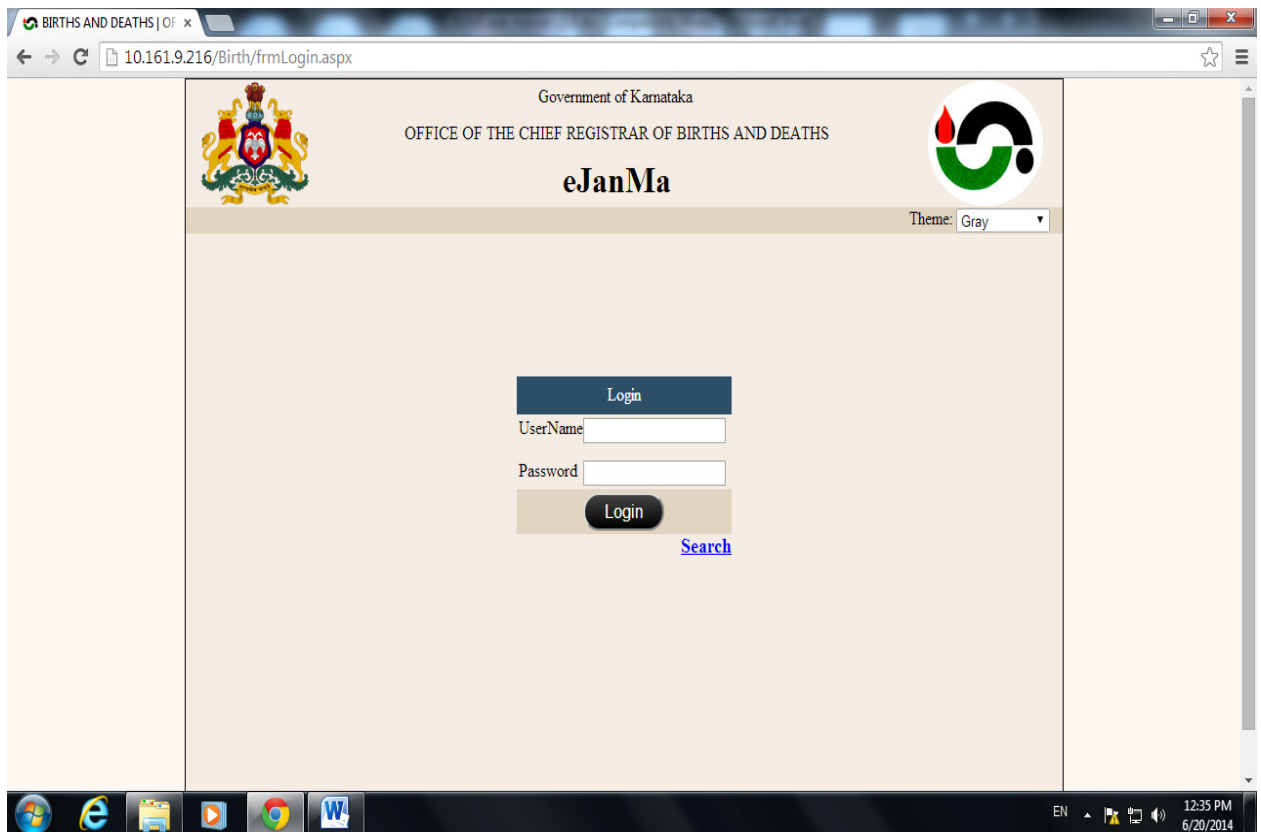 BIRTHS AND DEATHS | OF
10.161.9.216/Birth/frmLogin.aspx
Government of Karnataka
OFFICE OF THE CHIEF REGISTRAR OF BIRTHS AND DEATHS
eJanMa
Theme: Gray
Login
UserName
Password
Login
Search
EN
12:35 PM
6/20/2014